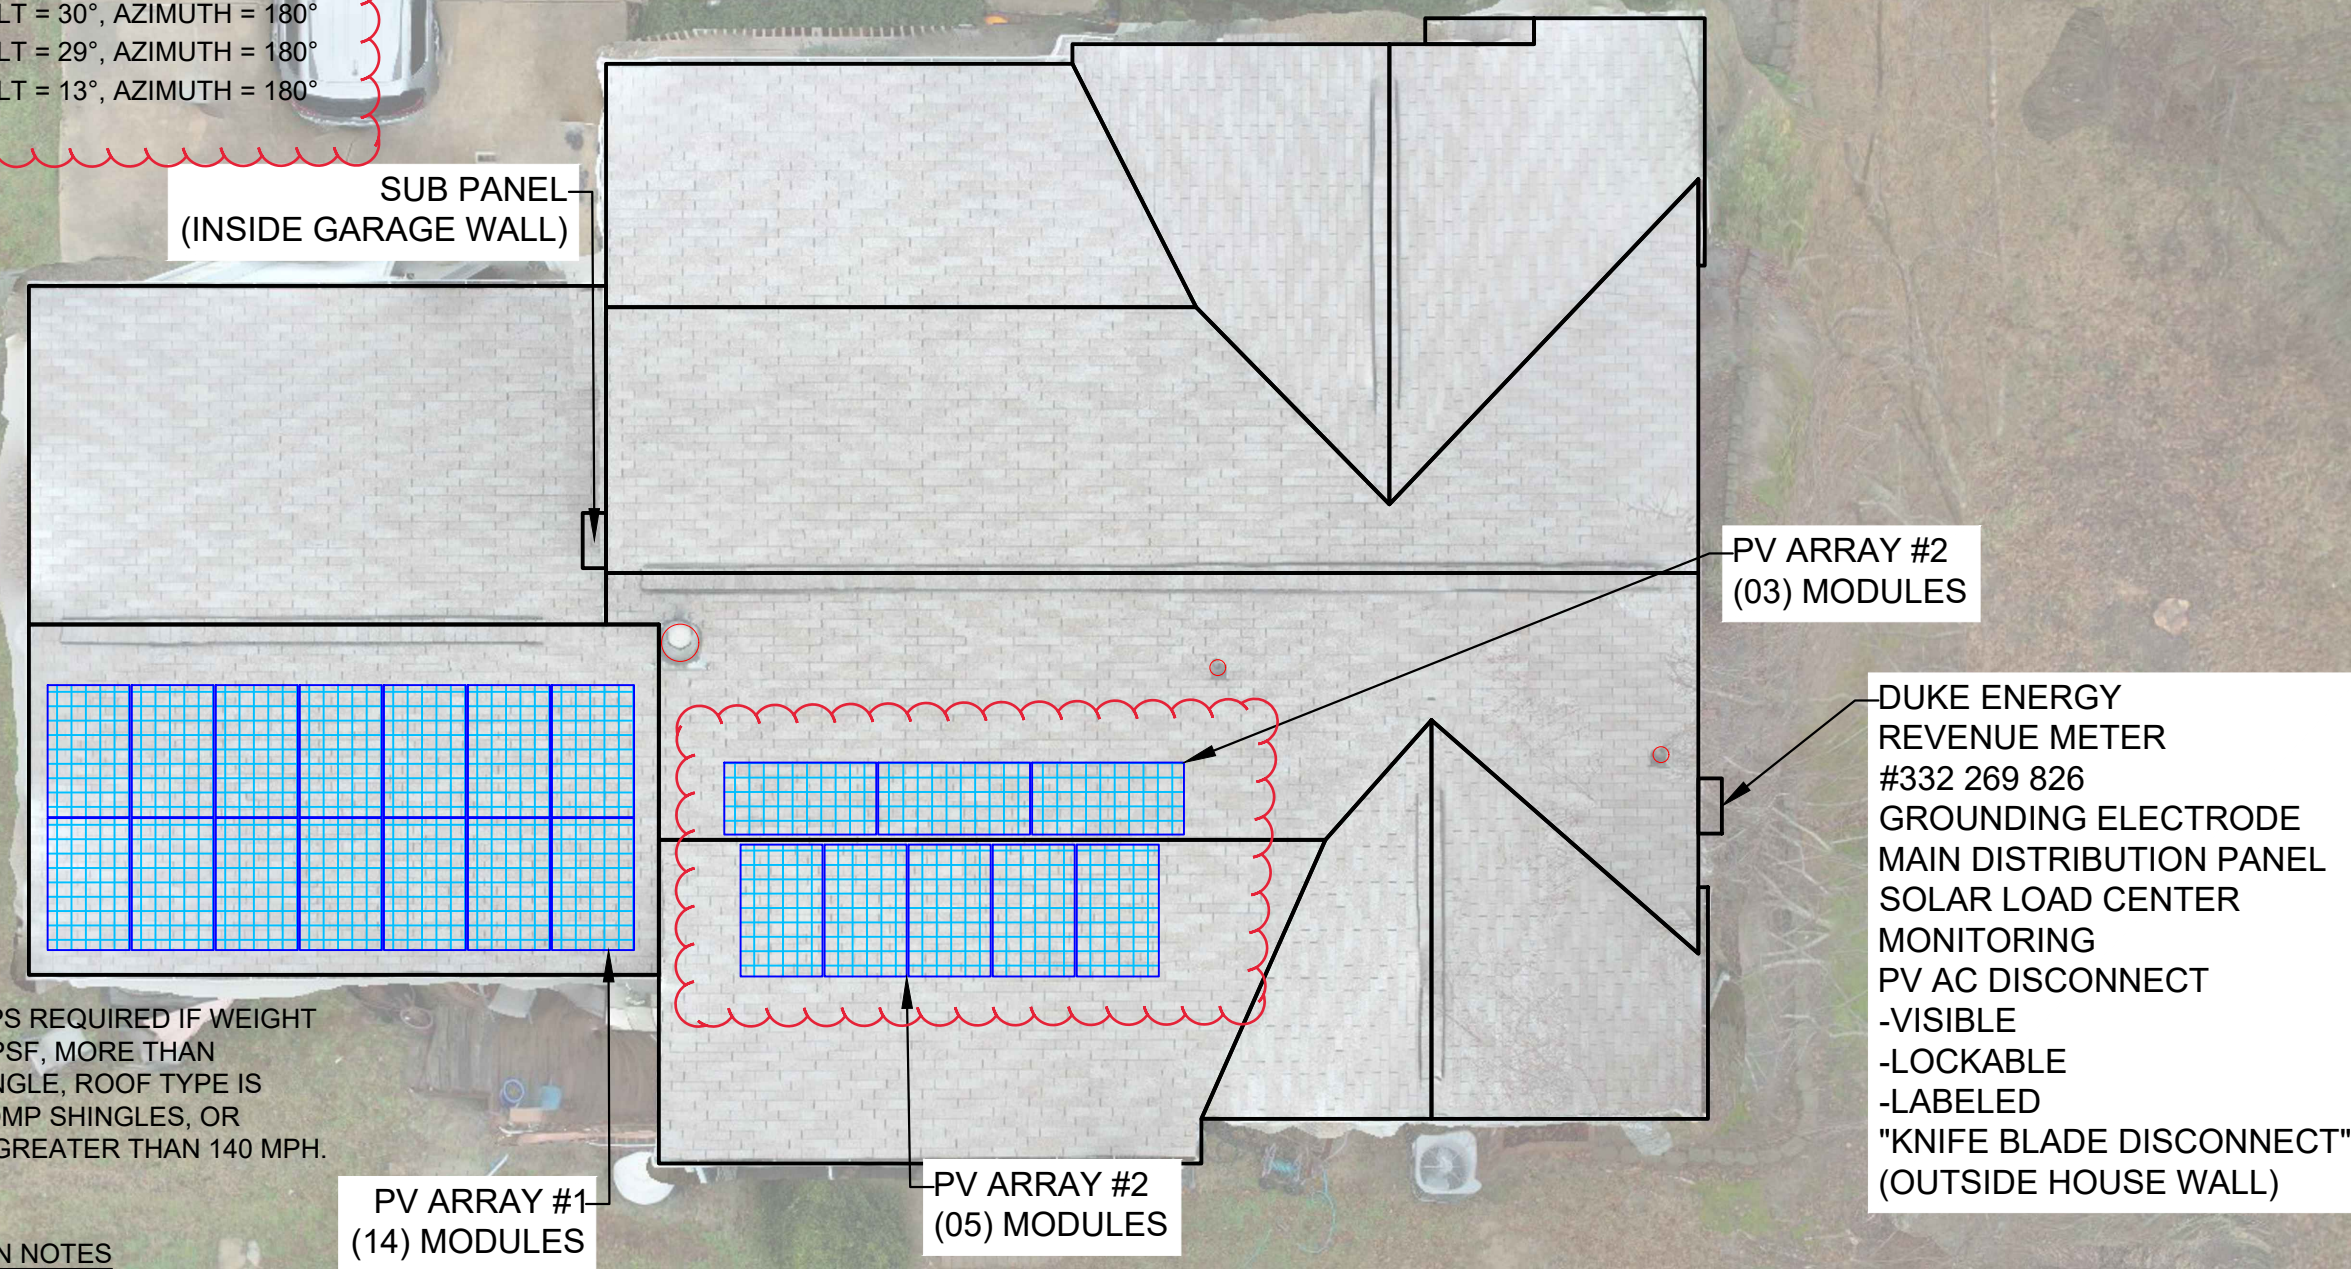 LT = 30°, AZIMUTH = 180°
LT = 29°, AZIMUTH = 180°
LT = 13°, AZIMUTH = 180°
SUB PANEL
(INSIDE GARAGE WALL)
PV ARRAY #2
(03) MODULES
DUKE ENERGY
REVENUE METER
#332 269 826
GROUNDING ELECTRODE
MAIN DISTRIBUTION PANEL
SOLAR LOAD CENTER
MONITORING
PV AC DISCONNECT
-VISIBLE
-LOCKABLE
-LABELED
"KNIFE BLADE DISCONNECT"
(OUTSIDE HOUSE WALL)
PS REQUIRED IF WEIGHT
PSF, MORE THAN
NGLE, ROOF TYPE IS
OMP SHINGLES, OR
GREATER THAN 140 MPH.
PV ARRAY #1
(14) MODULES
PV ARRAY #2
(05) MODULES
N NOTES